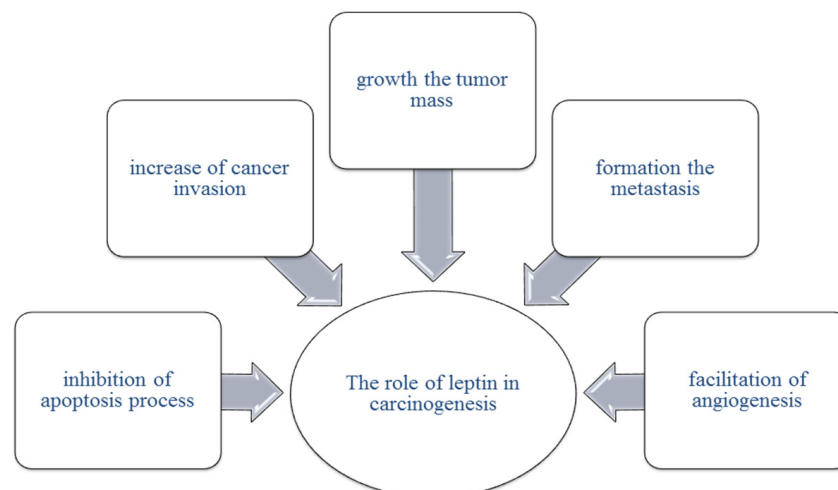 growth the tumor
mass
increase of cancer
invasion
formation the
metastasis
inhibition of
apoptosis process
The role of leptin in
carcinogenesis
facilitation of
angiogenesis